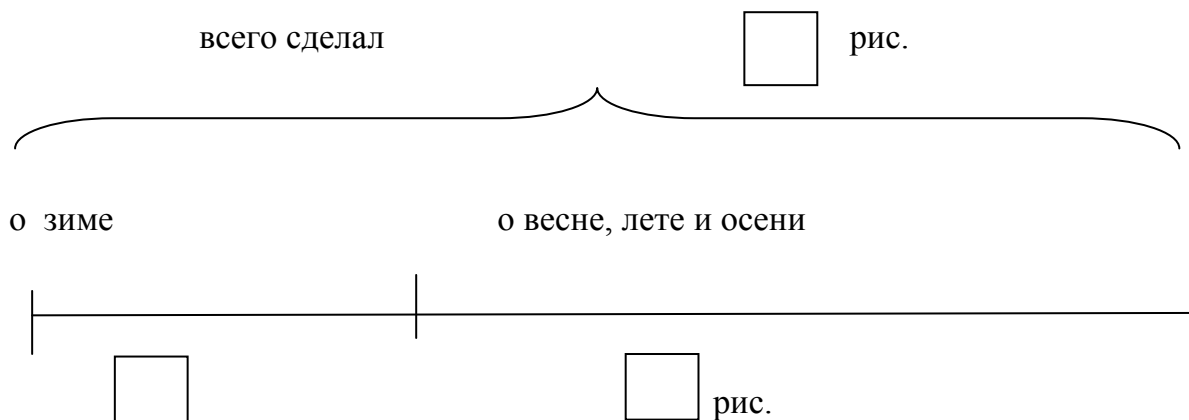 всего сделал рис.
о зиме о весне, лете и осени
рис.